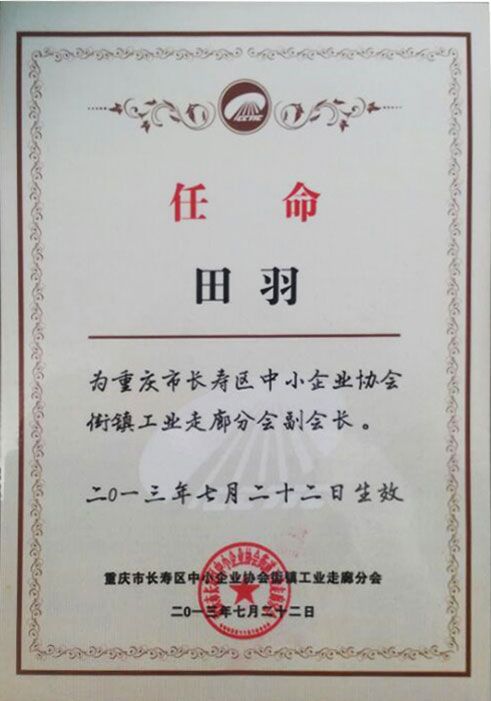 任命
田羽
为重庆市长寿区中小企业协会
街镇工业走廊分会副会长。
二〇一三年七月二十二日生效
重庆市长寿区中小企业协会街镇工业走廊分会
二〇一三年七月二十二日